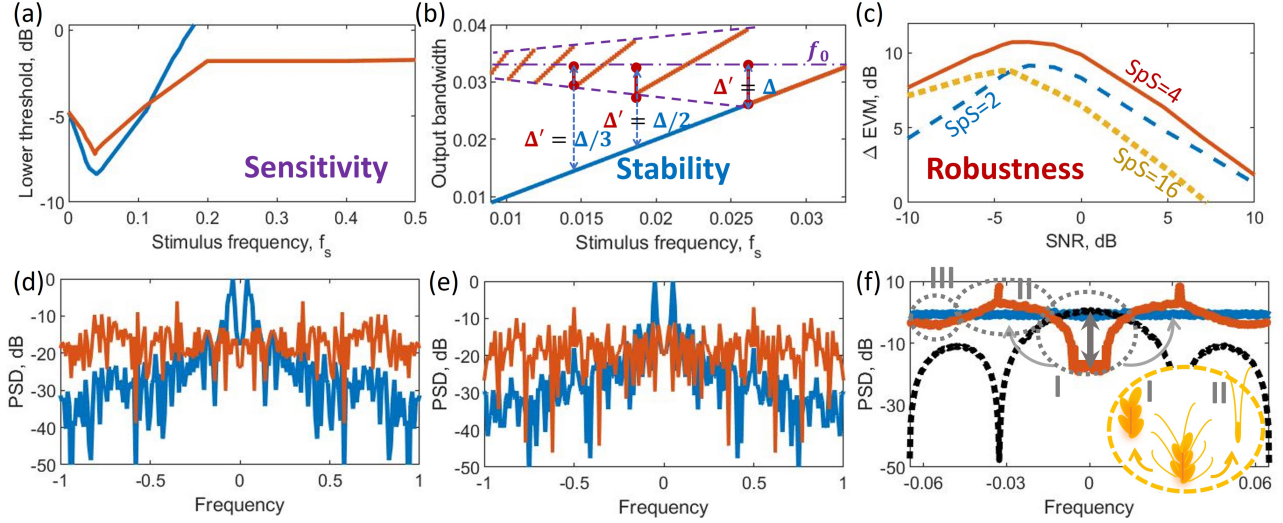 (a)
0
-5
-10
Lower threshold, dB
Sensitivity
0 0.1 0.2 0.3 0.4 0.5
Stimulus frequency, fₛ
(b)
0.04
0.03
0.02
0.01
Output bandwidth
f₀
Δ′ = Δ
Δ′ = Δ/2
Δ′ = Δ/3
Stability
0.01 0.015 0.02 0.025 0.03
Stimulus frequency, fₛ
(c)
10
5
0
Δ EVM, dB
SpS=4
SpS=2
SpS=16
Robustness
-10 -5 0 5 10
SNR, dB
(d)
0
-10
-20
-30
-40
-50
PSD, dB
-1 -0.5 0 0.5 1
Frequency
(e)
0
-10
-20
-30
-40
-50
PSD, dB
-1 -0.5 0 0.5 1
Frequency
(f)
10
-10
-30
-50
PSD, dB
III
II
I
I
II
-0.06 -0.03 0 0.03 0.06
Frequency